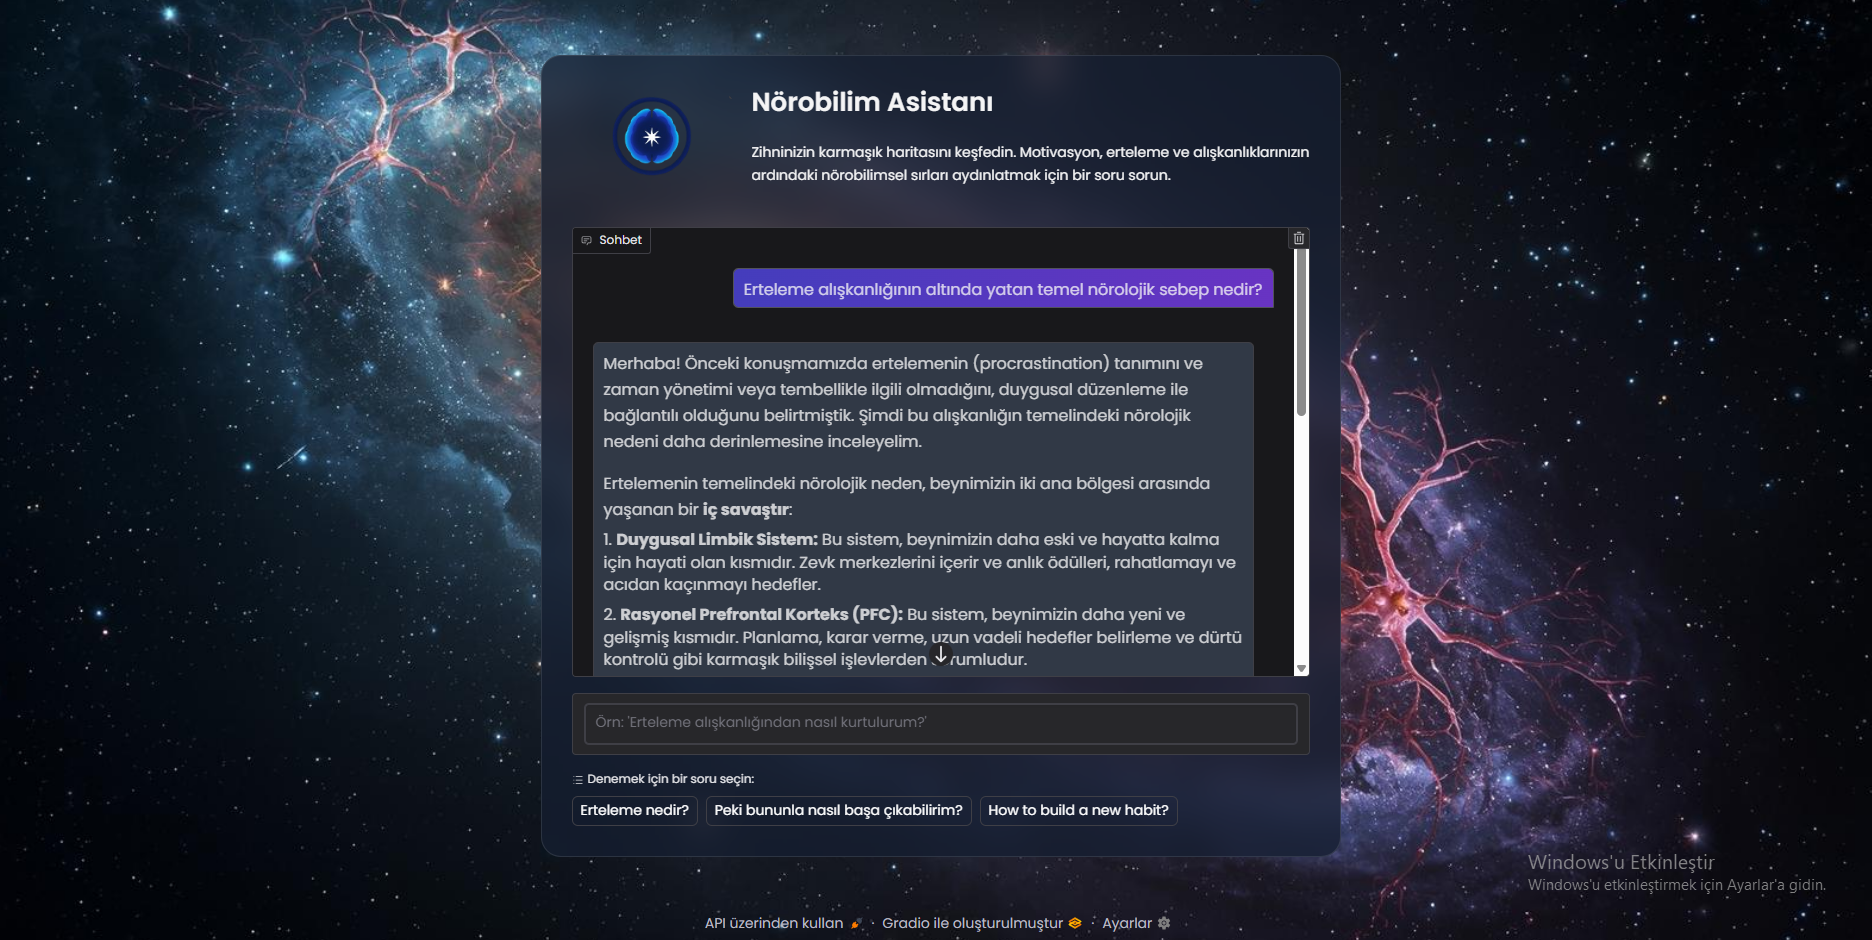 Nörobilim Asistanı
Zihninizin karmaşık haritasını keşfedin. Motivasyon, erteleme ve alışkanlıklarınızın
ardındaki nörobilimsel sırları aydınlatmak için bir soru sorun.
Sohbet
Erteleme alışkanlığının altında yatan temel nörolojik sebep nedir?
Merhaba! Önceki konuşmamızda ertelemenin (procrastination) tanımını ve
zaman yönetimi veya tembellikle ilgili olmadığını, duygusal düzenleme ile
bağlantılı olduğunu belirtmiştik. Şimdi bu alışkanlığın temelindeki nörolojik
nedeni daha derinlemesine inceleyelim.
Ertelemenin temelindeki nörolojik neden, beynimizin iki ana bölgesi arasında
yaşanan bir iç savaştır:
1. Duygusal Limbik Sistem: Bu sistem, beynimizin daha eski ve hayatta kalma
için hayati olan kısmıdır. Zevk merkezlerini içerir ve anlık ödülleri, rahatlamayı ve
acıdan kaçınmayı hedefler.
2. Rasyonel Prefrontal Korteks (PFC): Bu sistem, beynimizin daha yeni ve
gelişmiş kısmıdır. Planlama, karar verme, uzun vadeli hedefler belirleme ve dürtü
kontrolü gibi karmaşık bilişsel işlevlerden rumludur.
Örn: 'Erteleme alışkanlığından nasıl kurtulurum?'
Denemek için bir soru seçin:
Erteleme nedir?
Peki bununla nasıl başa çıkabilirim?
How to build a new habit?
Windows'u Etkinleştir
Windows'u etkinleştirmek için Ayarlar'a gidin.
API üzerinden kullan · Gradio ile oluşturulmuştur · Ayarlar